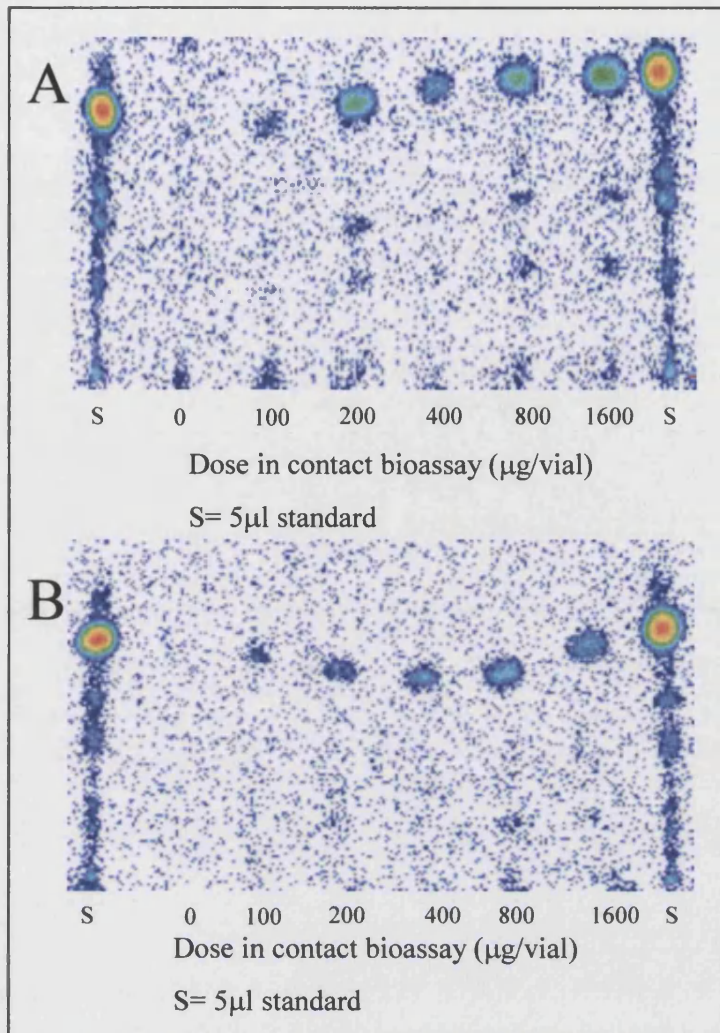 A
S 0 100 200 400 800 1600 S
Dose in contact bioassay (μg/vial)
S= 5μl standard
B
S 0 100 200 400 800 1600 S
Dose in contact bioassay (μg/vial)
S= 5μl standard